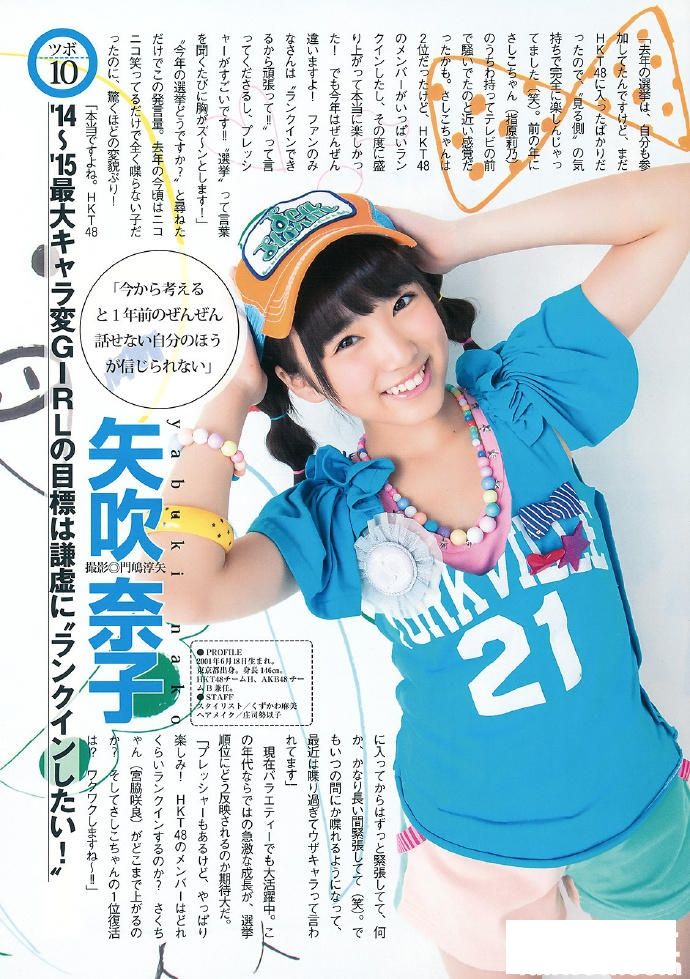 ツボ
10
'14〜'15最大キャラ変GIRLの目標は謙虚に“ランクインしたい！”
「去年の選挙は、自分も参
加してたんですけど、まだ
HKT48に入ったばかりだ
ったので、“見る側”の気
持ちで完全に楽しんじゃっ
てました（笑）。前の年に
さしこちゃん（指原莉乃）
のうちわ持ってテレビの前
で騒いでたのと近い感覚だ
ったかも。さしこちゃんは
2位だったけど、HKT48
のメンバーがいっぱいラン
クインしたし、その度に盛
り上がって本当に楽しかっ
た！でも今年はぜんぜん
違いますよ！ファンのみ
なさんは“ランクインでき
るから頑張って!!”って言
ってくださるし、プレッシ
ャーがすごいです!!“選挙”って言葉
を聞くたびに胸がズ〜ンとします！」
“今年の選挙どうですか？”と尋ねた
だけでこの発言量。去年の今頃はニコ
ニコ笑ってるだけで全く喋らない子だ
ったのに、驚くほどの変貌ぶり！
「本当ですよね。HKT48
「今から考える
と1年前のぜんぜん
話せない自分のほう
が信じられない」
矢吹奈子
yabuki nako
撮影◎門嶋淳矢
● PROFILE
2001年6月18日生まれ。
東京都出身。身長146cm。
HKT48チームH、AKB48チー
ムB兼任。
● STAFF
スタイリスト／くずかわ麻美
ヘアメイク／庄司勢以子
YORKVILLE
21
に入ってからはずっと緊張してて、何
か、かなり長い間緊張してて（笑）。で
もいつの間にか喋れるようになって、
最近は喋り過ぎてウザキャラって言わ
れてます」
現在バラエティーでも大活躍中。こ
の年代ならではの急激な成長が、選挙
順位にどう反映されるのか期待大だ。
「プレッシャーもあるけど、やっぱり
楽しみ！HKT48のメンバーはどれ
くらいランクインするのか？さくち
ゃん（宮脇咲良）がどこまで上がるの
か？そしてさしこちゃんの1位復活
は？ワクワクしますね〜!!」